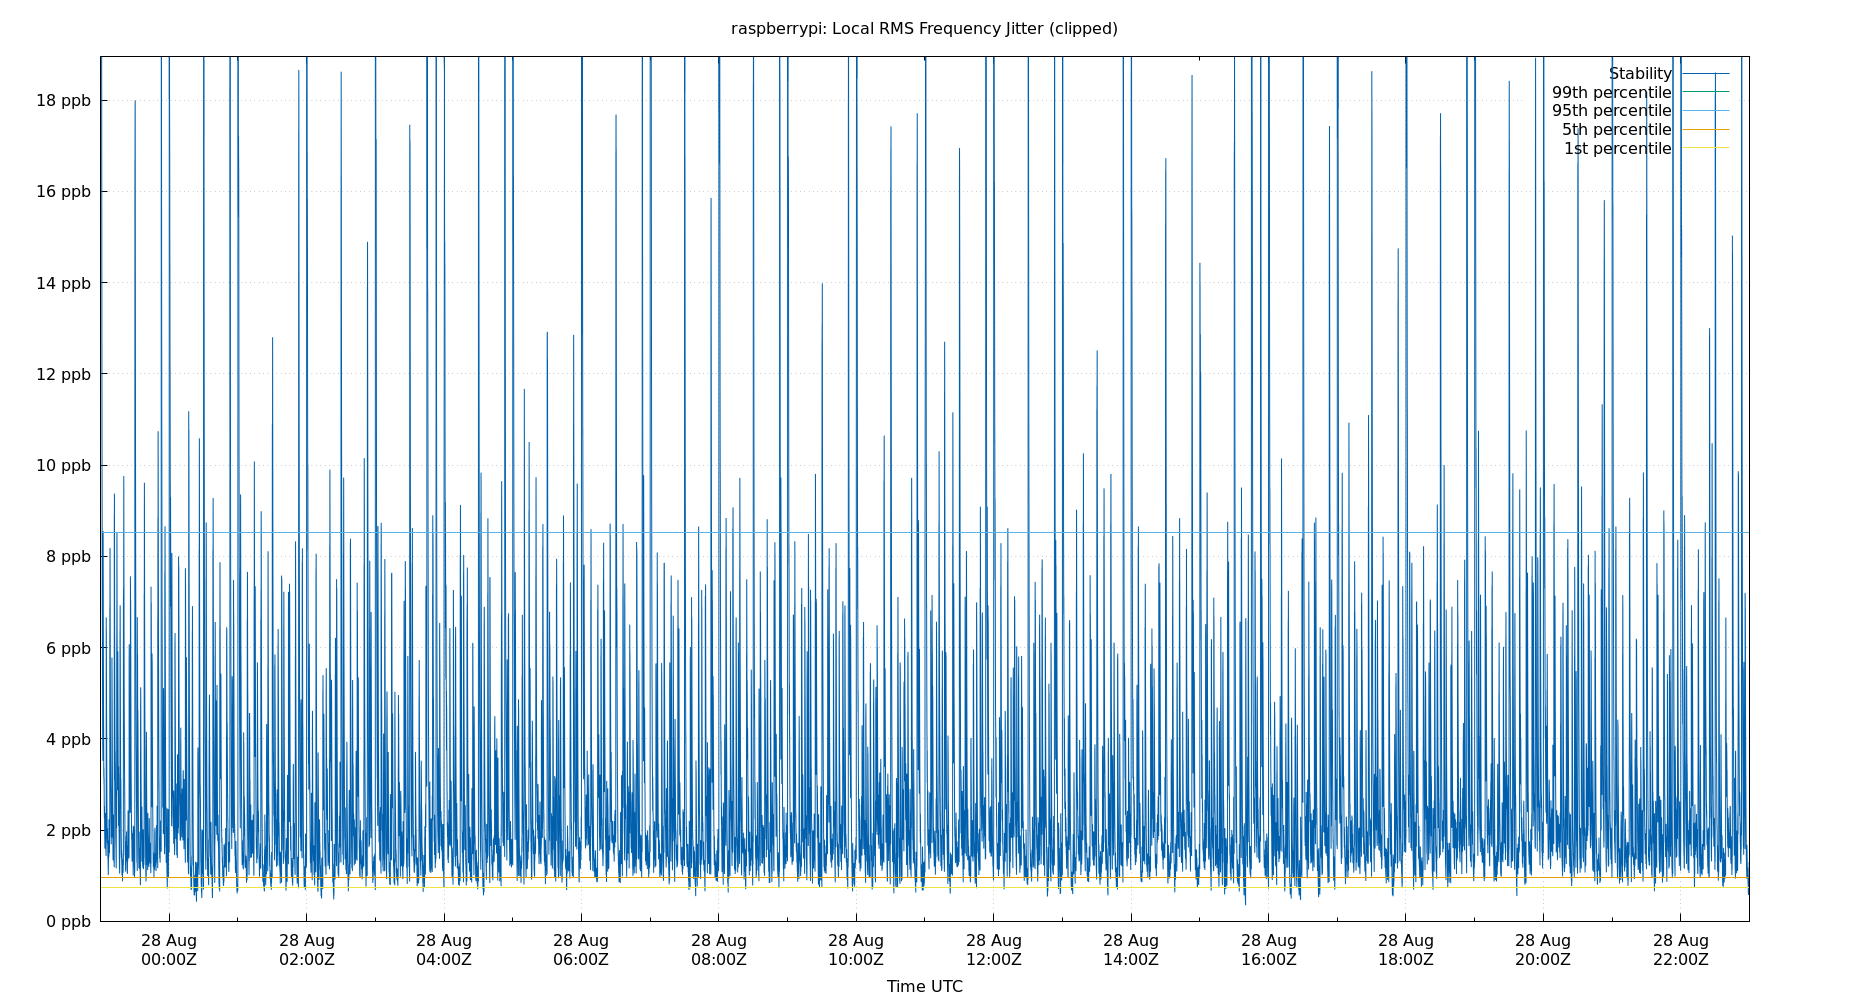 raspberrypi: Local RMS Frequency Jitter (clipped)
Stability
99th percentile
95th percentile
5th percentile
1st percentile
18 ppb
16 ppb
14 ppb
12 ppb
10 ppb
8 ppb
6 ppb
4 ppb
2 ppb
0 ppb
28 Aug 28 Aug 28 Aug 28 Aug 28 Aug 28 Aug 28 Aug 28 Aug 28 Aug 28 Aug 28 Aug 28 Aug
00:00Z 02:00Z 04:00Z 06:00Z 08:00Z 10:00Z 12:00Z 14:00Z 16:00Z 18:00Z 20:00Z 22:00Z
Time UTC